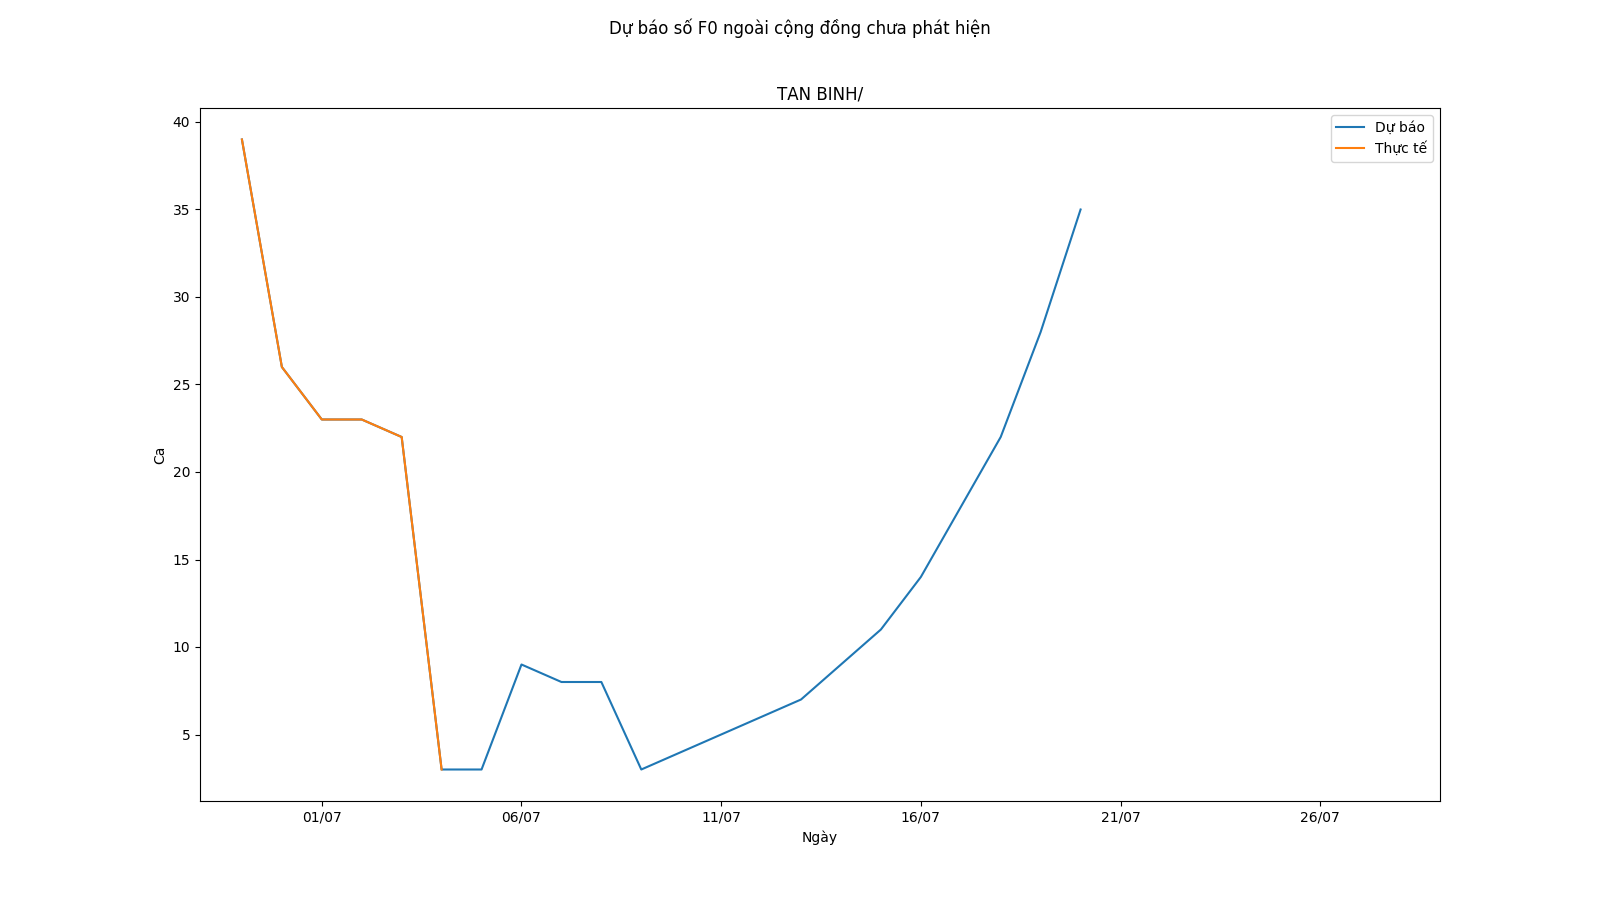 Dự báo số F0 ngoài cộng đồng chưa phát hiện
TAN BINH/
Dự báo
Thực tế
40
35
30
25
20
15
10
5
Ca
01/07
06/07
11/07
16/07
21/07
26/07
Ngày